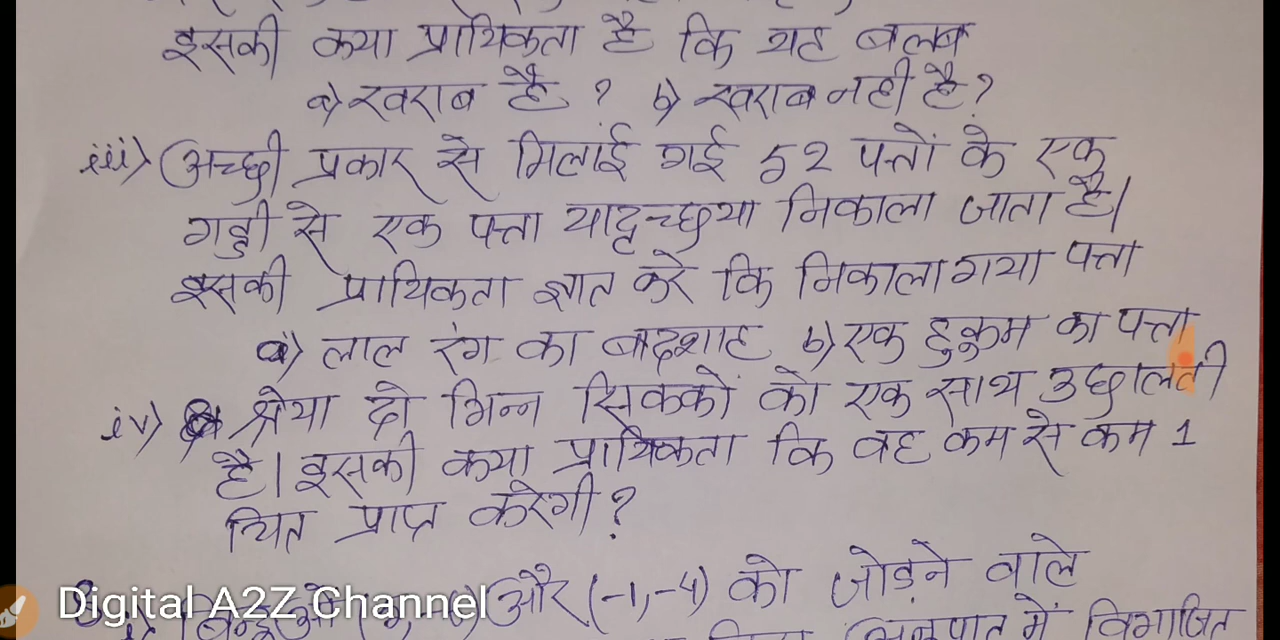 इसकी क्या प्रायिकता है कि यह बलब
a) खराब है ? b) खराब नही है ?
iii) अच्छी प्रकार से मिलाई गई 52 पत्तों के एक
गड्डी से एक पत्ता यादृच्छ्या निकाला जाता है।
इसकी प्रायिकता ज्ञात करे कि निकाला गया पत्ता
a) लाल रंग का बादशाह b) एक हुकुम का पत्ता
iv) श्रेया दो भिन्न सिक्कों को एक साथ उछालती
है। इसकी क्या प्रायिकता कि वह कम से कम 1
चित प्राप्त करेगी ?
और (-1,-4) को जोड़ने वाले
अनुपात में विभाजित
Digital A2Z Channel